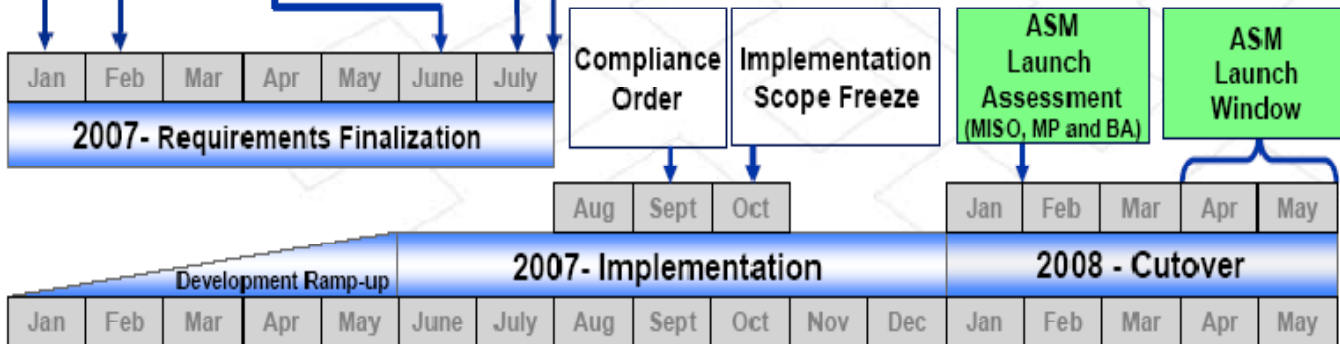 Jan Feb Mar Apr May June July
2007- Requirements Finalization
Compliance
Order
Implementation
Scope Freeze
ASM
Launch
Assessment
(MISO, MP and BA)
ASM
Launch
Window
Aug Sept Oct
Jan Feb Mar Apr May
Development Ramp-up
2007- Implementation
2008 - Cutover
Jan Feb Mar Apr May June July Aug Sept Oct Nov Dec Jan Feb Mar Apr May